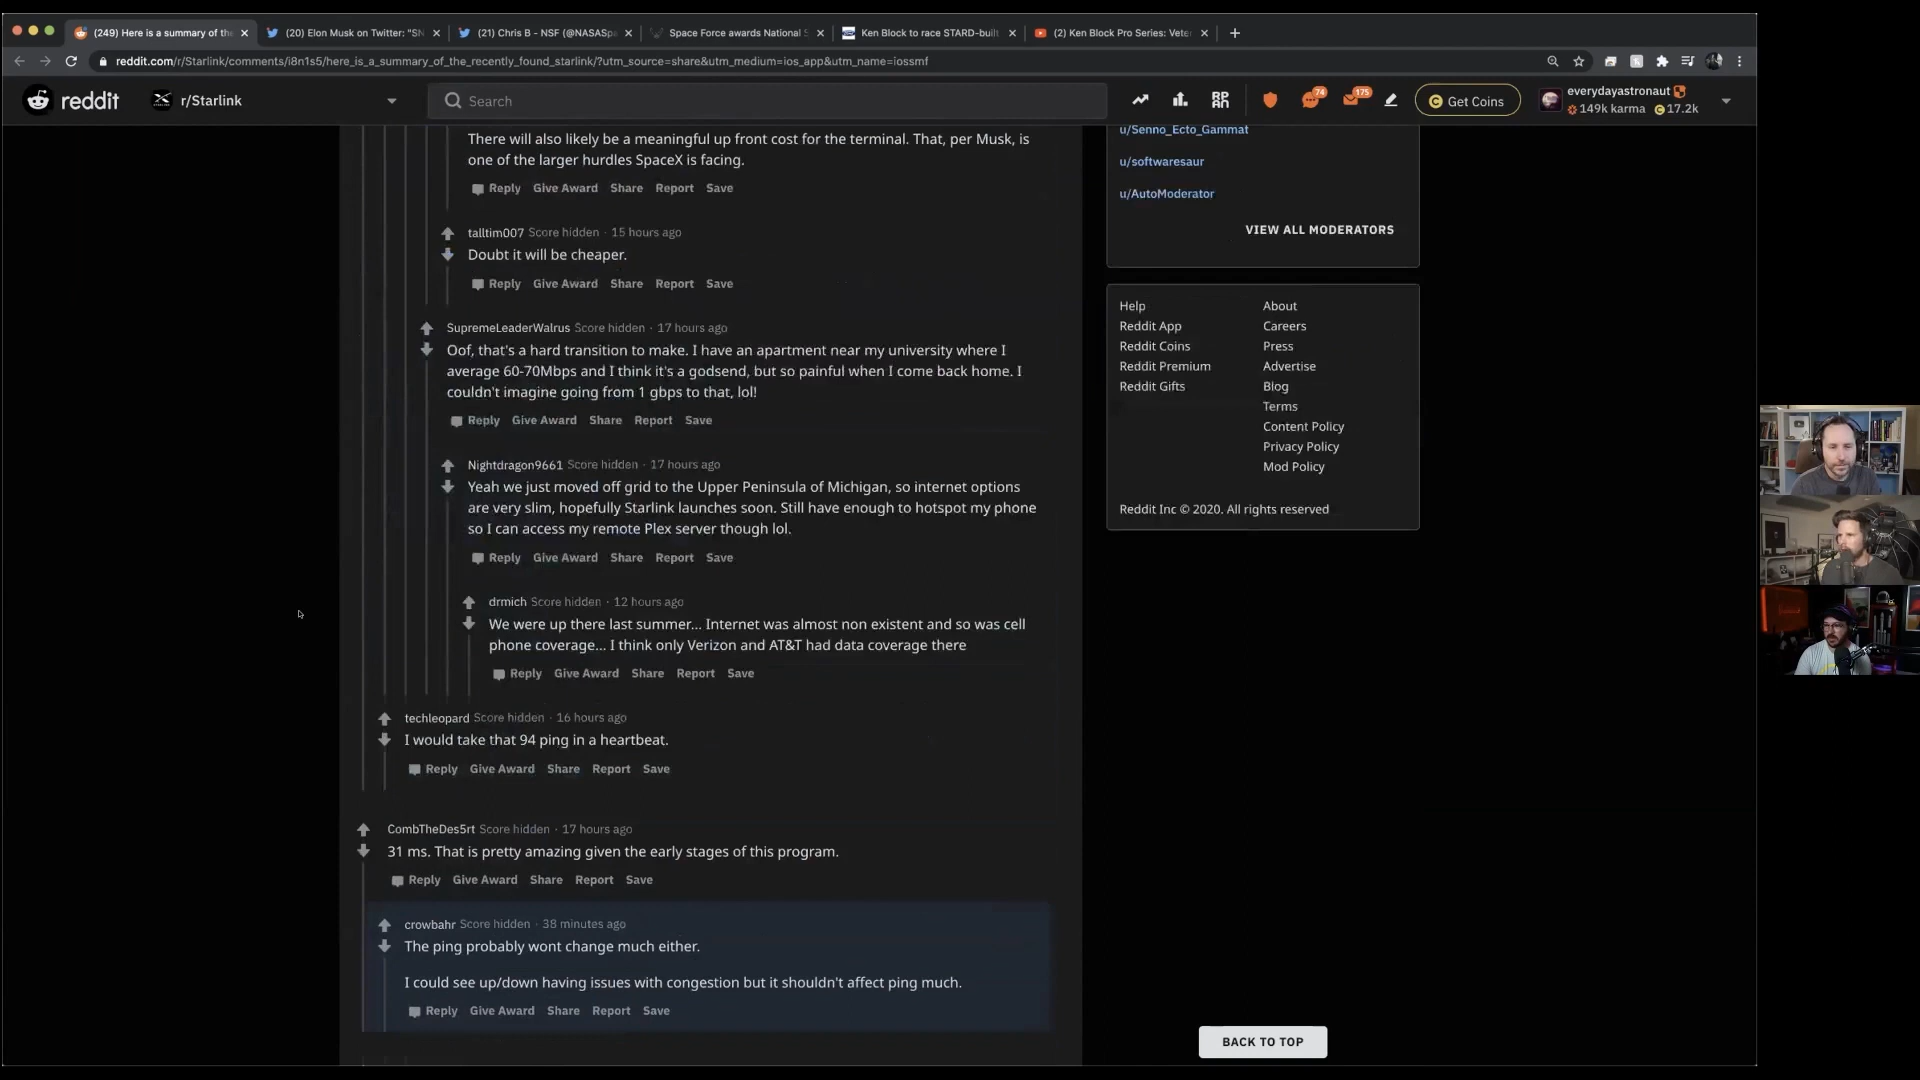 (249) Here is a summary of the
(20) Elon Musk on Twitter: "SN
(21) Chris B - NSF (@NASASp
Space Force awards National S
Ken Block to race STARD-built
(2) Ken Block Pro Series: Vete
reddit.com/r/Starlink/comments/i8n1s5/here_is_a_summary_of_the_recently_found_starlink/?utm_source=share&utm_medium=ios_app&utm_name=iossmf
reddit
r/Starlink
Search
74
175
Get Coins
everydayastronaut
149k karma
17.2k
There will also likely be a meaningful up front cost for the terminal. That, per Musk, is
one of the larger hurdles SpaceX is facing.
Reply Give Award Share Report Save
talltim007 Score hidden · 15 hours ago
Doubt it will be cheaper.
Reply Give Award Share Report Save
SupremeLeaderWalrus Score hidden · 17 hours ago
Oof, that's a hard transition to make. I have an apartment near my university where I
average 60-70Mbps and I think it's a godsend, but so painful when I come back home. I
couldn't imagine going from 1 gbps to that, lol!
Reply Give Award Share Report Save
Nightdragon9661 Score hidden · 17 hours ago
Yeah we just moved off grid to the Upper Peninsula of Michigan, so internet options
are very slim, hopefully Starlink launches soon. Still have enough to hotspot my phone
so I can access my remote Plex server though lol.
Reply Give Award Share Report Save
drmich Score hidden · 12 hours ago
We were up there last summer... Internet was almost non existent and so was cell
phone coverage... I think only Verizon and AT&T had data coverage there
Reply Give Award Share Report Save
techleopard Score hidden · 16 hours ago
I would take that 94 ping in a heartbeat.
Reply Give Award Share Report Save
CombTheDes5rt Score hidden · 17 hours ago
31 ms. That is pretty amazing given the early stages of this program.
Reply Give Award Share Report Save
crowbahr Score hidden · 38 minutes ago
The ping probably wont change much either.
I could see up/down having issues with congestion but it shouldn't affect ping much.
Reply Give Award Share Report Save
u/Senno_Ecto_Gammat
u/softwaresaur
u/AutoModerator
VIEW ALL MODERATORS
Help
Reddit App
Reddit Coins
Reddit Premium
Reddit Gifts
About
Careers
Press
Advertise
Blog
Terms
Content Policy
Privacy Policy
Mod Policy
Reddit Inc © 2020. All rights reserved
BACK TO TOP